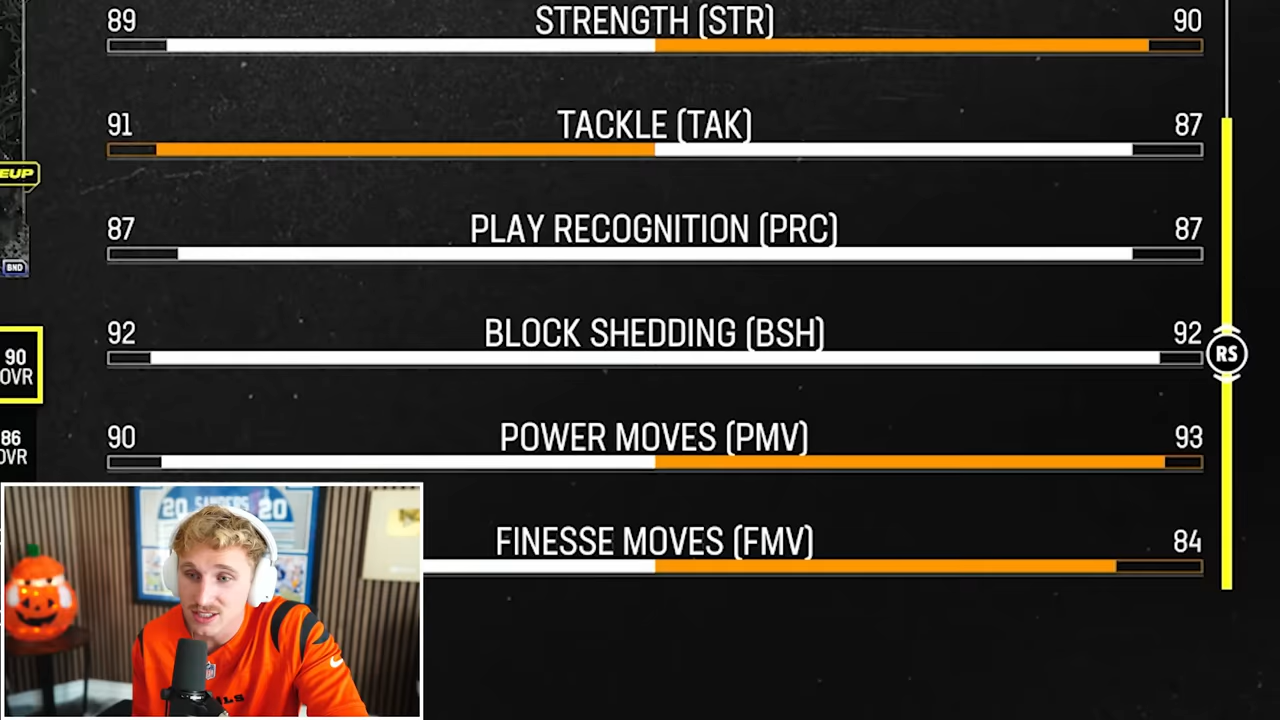 89 STRENGTH (STR) 90
91 TACKLE (TAK) 87
EUP
87 PLAY RECOGNITION (PRC) 87
BND
92 BLOCK SHEDDING (BSH) 92
90
OVR
RS
90 POWER MOVES (PMV) 93
86
OVR
FINESSE MOVES (FMV) 84
20 SANDERS 20